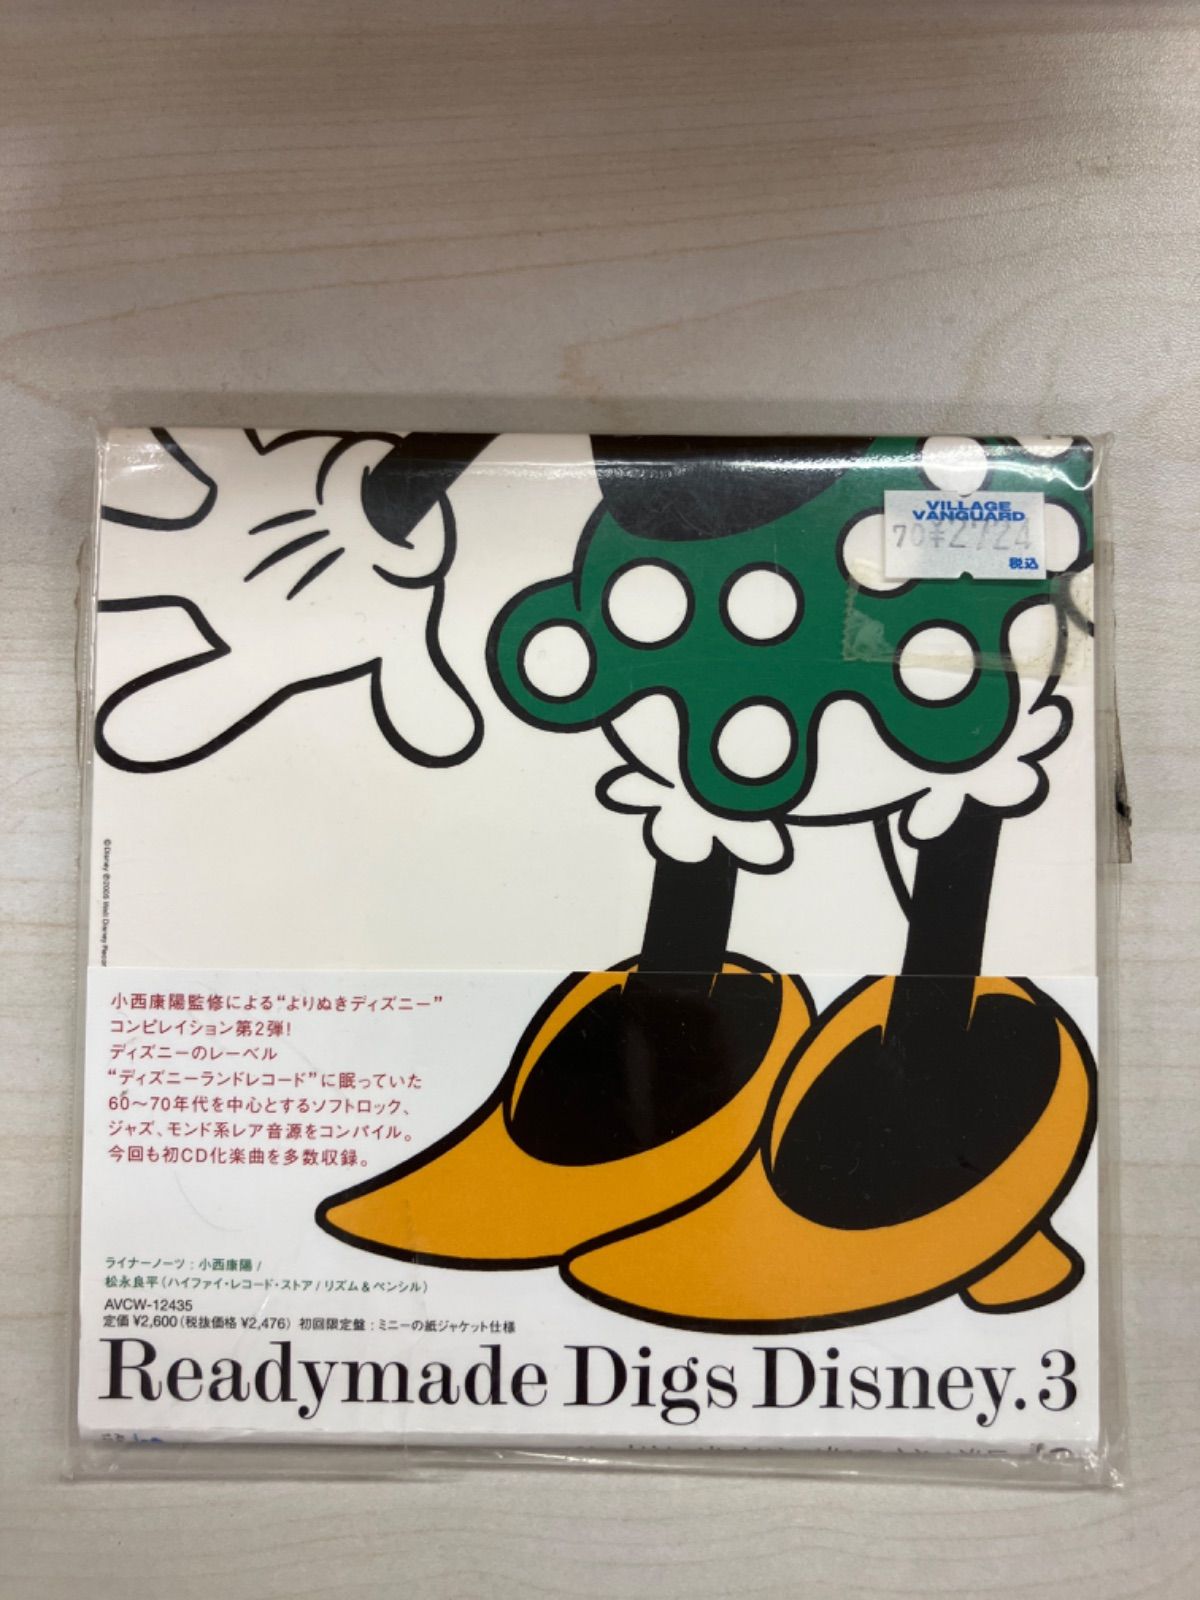 VILLAGE
VANGUARD
70 ¥2724
税込
©Disney ℗2005 Walt Disney Recor
小西康陽監修による“よりぬきディズニー”
コンピレイション第2弾!
ディズニーのレーベル
“ディズニーランドレコード”に眠っていた
60〜70年代を中心とするソフトロック、
ジャズ、モンド系レア音源をコンパイル。
今回も初CD化楽曲を多数収録。
ライナーノーツ : 小西康陽 /
松永良平(ハイファイ・レコード・ストア / リズム & ペンシル)
AVCW-12435
定価 ¥2,600(税抜価格 ¥2,476) 初回限定盤 : ミニーの紙ジャケット仕様
Readymade Digs Disney. 3